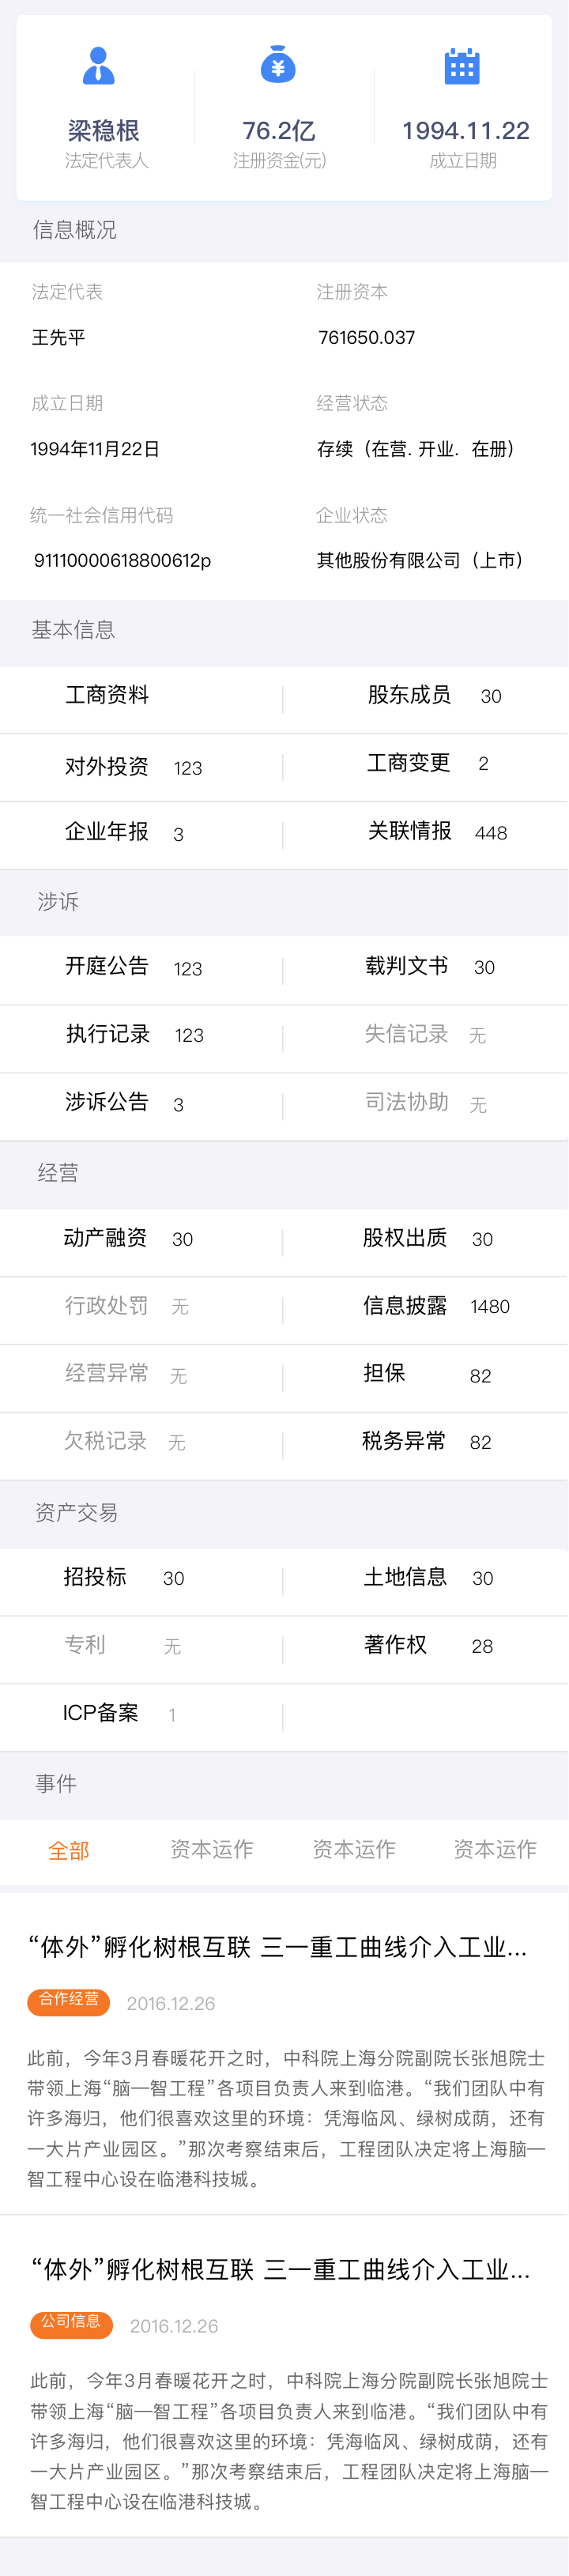 梁稳根 76.2亿 1994.11.22
法定代表人 注册资金(元) 成立日期
信息概况
法定代表 注册资本
王先平 761650.037
成立日期 经营状态
1994年11月22日 存续（在营. 开业. 在册）
统一社会信用代码 企业状态
91110000618800612p 其他股份有限公司（上市）
基本信息
工商资料 股东成员 30
对外投资 123 工商变更 2
企业年报 3 关联情报 448
涉诉
开庭公告 123 载判文书 30
执行记录 123 失信记录 无
涉诉公告 3 司法协助 无
经营
动产融资 30 股权出质 30
行政处罚 无 信息披露 1480
经营异常 无 担保 82
欠税记录 无 税务异常 82
资产交易
招投标 30 土地信息 30
专利 无 著作权 28
ICP备案 1
事件
全部 资本运作 资本运作 资本运作
“体外”孵化树根互联 三一重工曲线介入工业...
合作经营 2016.12.26
此前，今年3月春暖花开之时，中科院上海分院副院长张旭院士
带领上海“脑—智工程”各项目负责人来到临港。“我们团队中有
许多海归，他们很喜欢这里的环境：凭海临风、绿树成荫，还有
一大片产业园区。”那次考察结束后，工程团队决定将上海脑—
智工程中心设在临港科技城。
“体外”孵化树根互联 三一重工曲线介入工业...
公司信息 2016.12.26
此前，今年3月春暖花开之时，中科院上海分院副院长张旭院士
带领上海“脑—智工程”各项目负责人来到临港。“我们团队中有
许多海归，他们很喜欢这里的环境：凭海临风、绿树成荫，还有
一大片产业园区。”那次考察结束后，工程团队决定将上海脑—
智工程中心设在临港科技城。